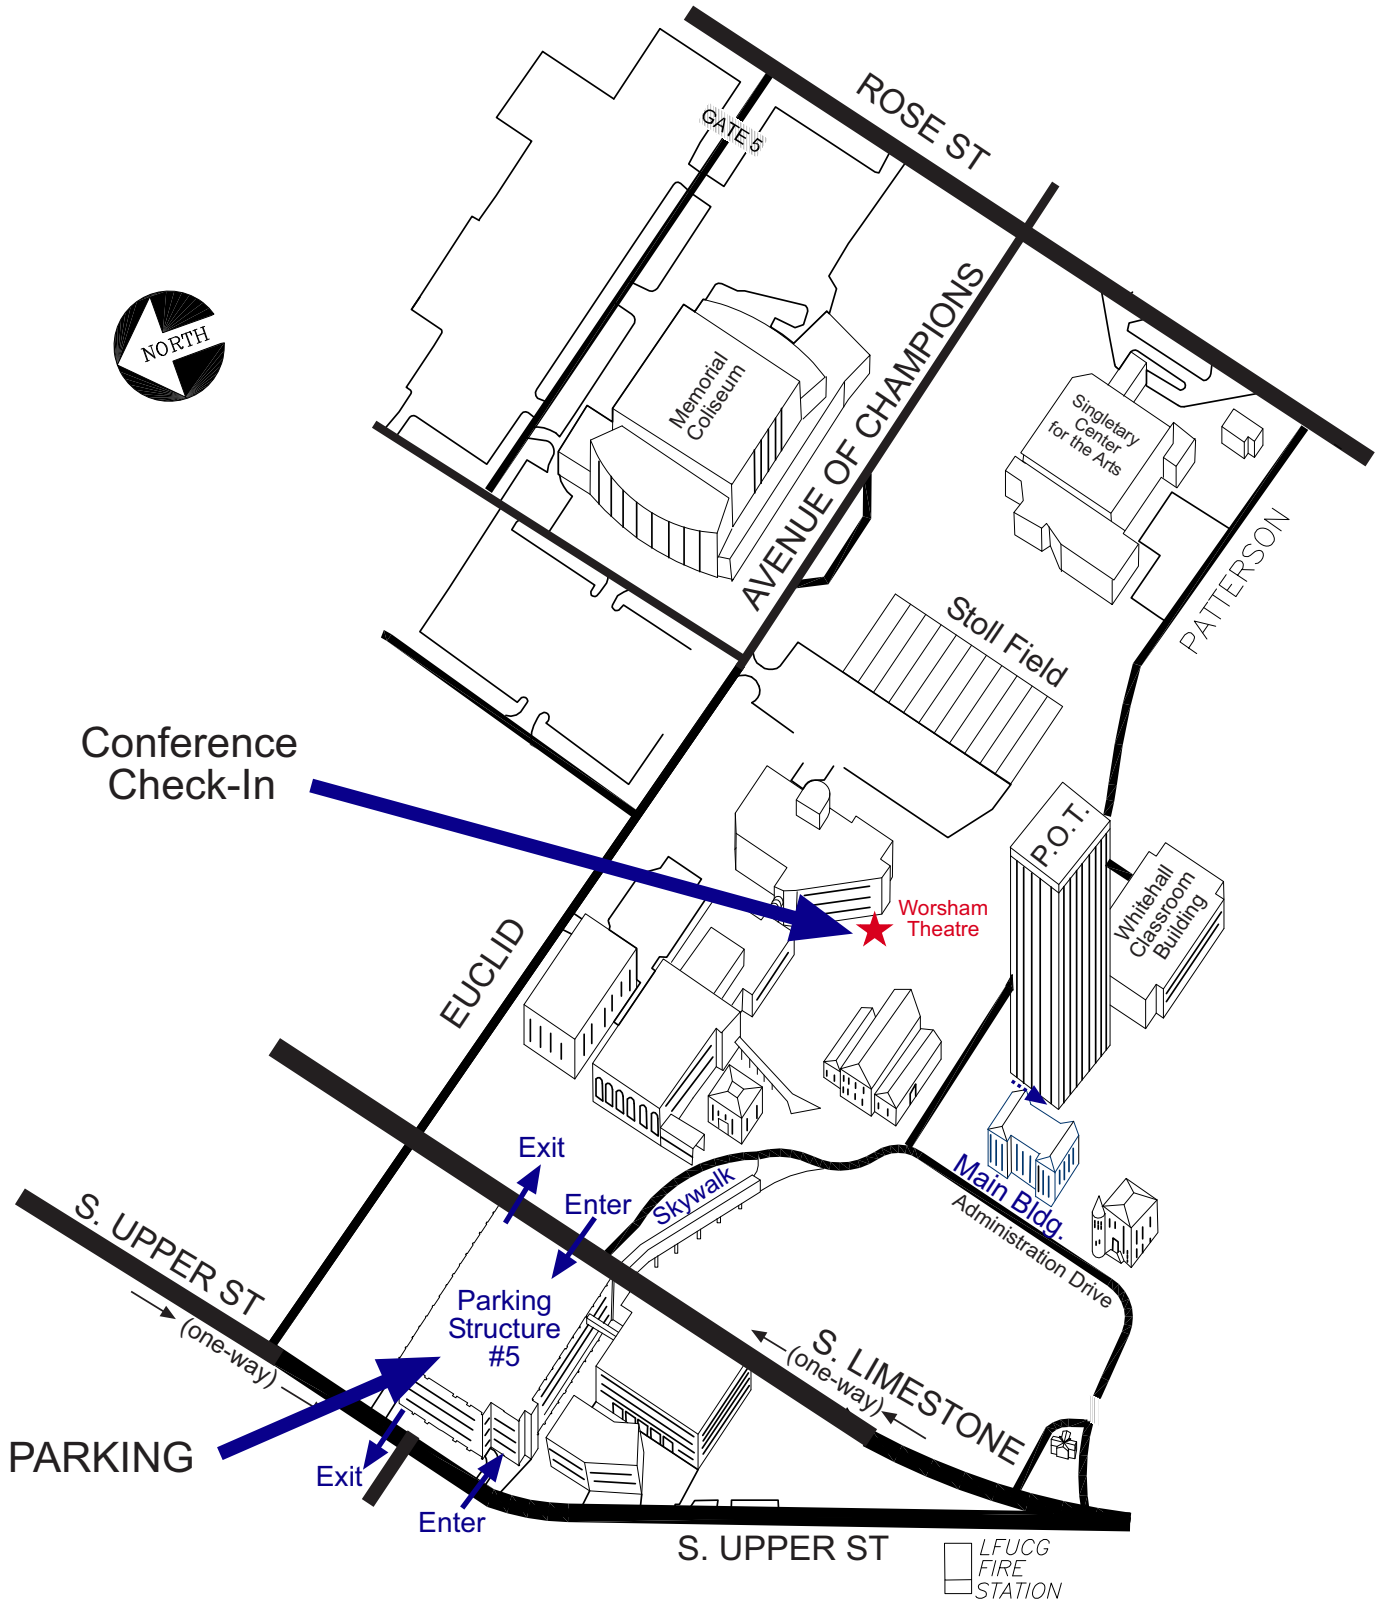 ROSE ST
GATE 5
NORTH
AVENUE OF CHAMPIONS
Memorial
Coliseum
Singletary
Center
for the Arts
PATTERSON
Stoll Field
Conference
Check-In
P.O.T.
Whitehall
Classroom
Building
Worsham
Theatre
EUCLID
Exit
Enter
Skywalk
Main Bldg.
Administration Drive
S. UPPER ST
(one-way)
Parking
Structure
#5
S. LIMESTONE
(one-way)
PARKING
Exit
Enter
S. UPPER ST
LFUCG
FIRE
STATION